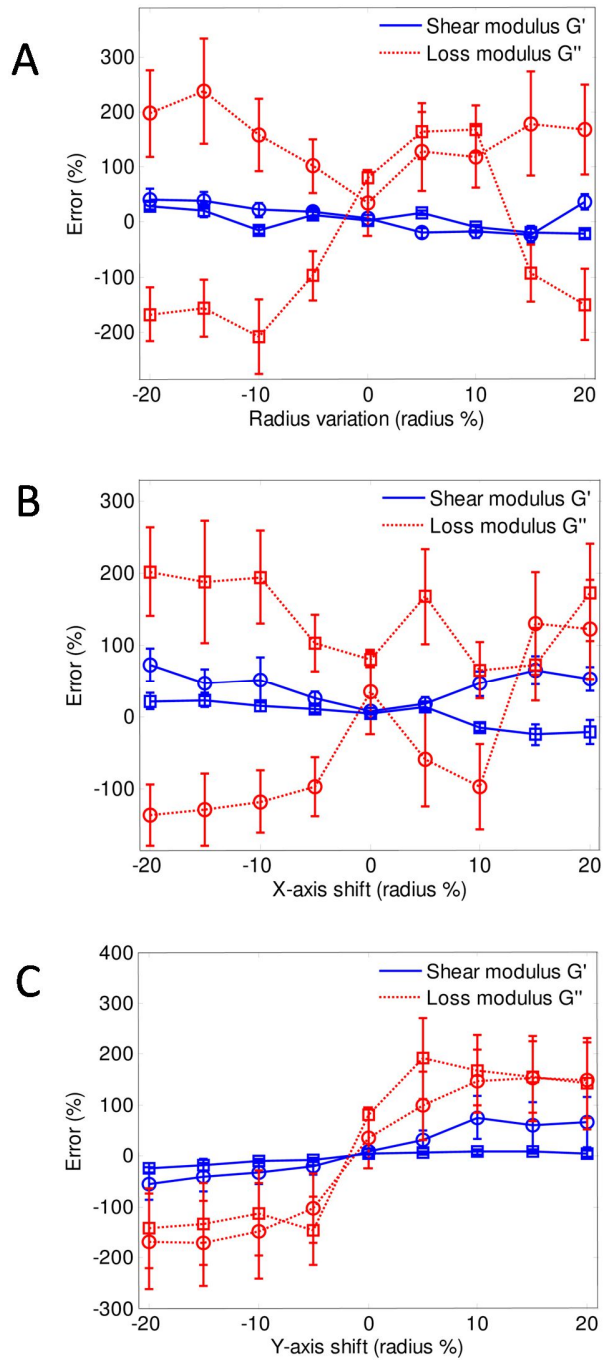 A
Shear modulus G'
Loss modulus G''
300
200
100
0
-100
-200
Error (%)
-20 -10 0 10 20
Radius variation (radius %)
B
Shear modulus G'
Loss modulus G''
300
200
100
0
-100
Error (%)
-20 -10 0 10 20
X-axis shift (radius %)
C
Shear modulus G'
Loss modulus G''
400
300
200
100
0
-100
-200
-300
Error (%)
-20 -10 0 10 20
Y-axis shift (radius %)